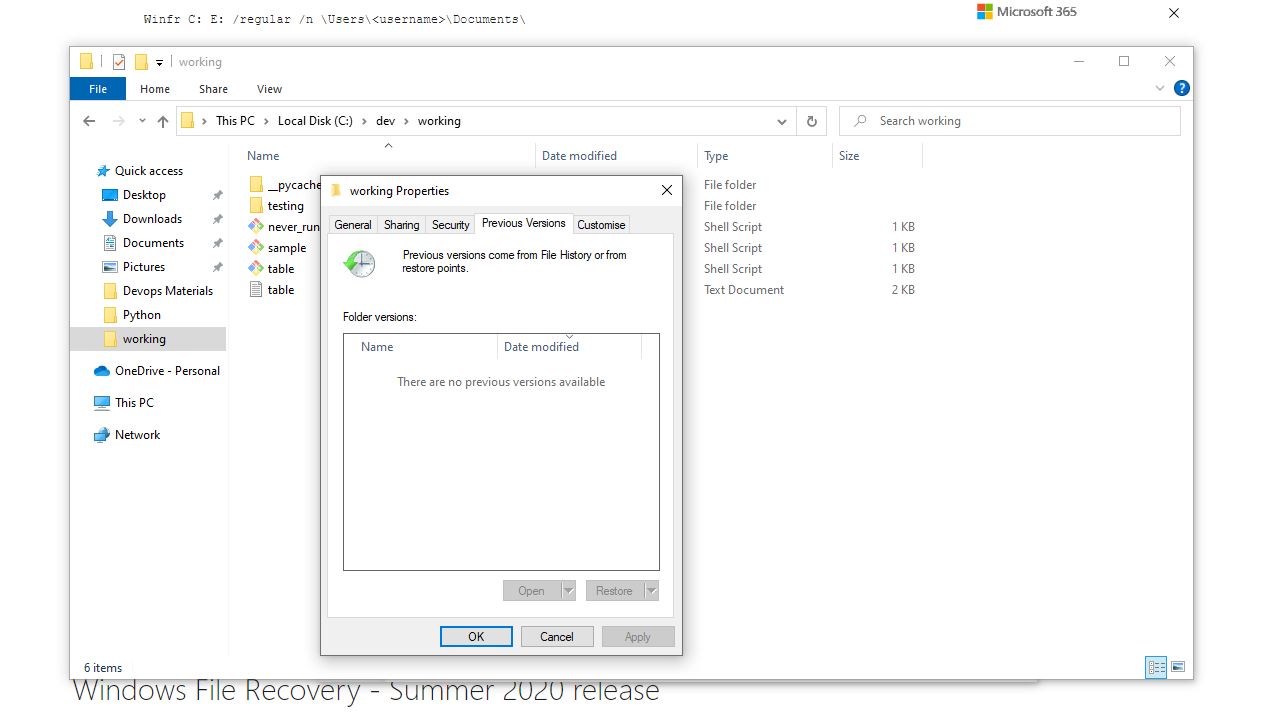 Winfr C: E: /regular /n \Users\<username>\Documents\
Microsoft 365
working
File Home Share View
This PC Local Disk (C:) dev working
Search working
Name Date modified Type Size
Quick access
Desktop
Downloads
Documents
Pictures
Devops Materials
Python
working
OneDrive - Personal
This PC
Network
__pycache File folder
testing File folder
never_run Shell Script 1 KB
sample Shell Script 1 KB
table Shell Script 1 KB
table Text Document 2 KB
working Properties
General Sharing Security Previous Versions Customise
Previous versions come from File History or from
restore points.
Folder versions:
Name Date modified
There are no previous versions available
Open Restore
OK Cancel Apply
6 items
Windows File Recovery - Summer 2020 release